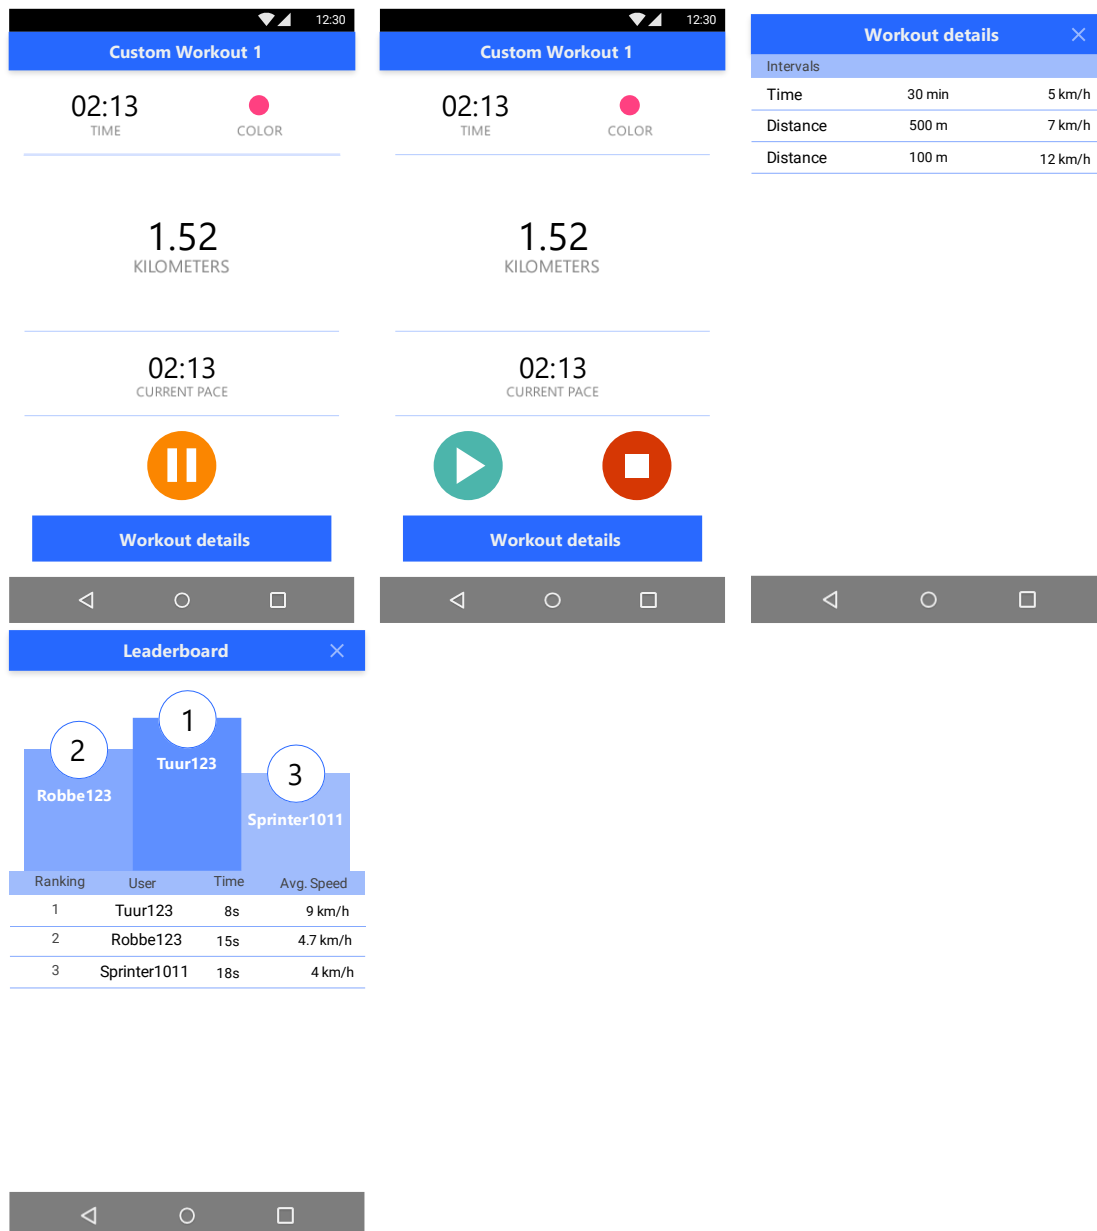 12:30
Custom Workout 1
02:13
TIME
COLOR
1.52
KILOMETERS
02:13
CURRENT PACE
Workout details
12:30
Custom Workout 1
02:13
TIME
COLOR
1.52
KILOMETERS
02:13
CURRENT PACE
Workout details
Workout details
Intervals
Time 30 min 5 km/h
Distance 500 m 7 km/h
Distance 100 m 12 km/h
Leaderboard
1
Tuur123
2
Robbe123
3
Sprinter1011
Ranking User Time Avg. Speed
1 Tuur123 8s 9 km/h
2 Robbe123 15s 4.7 km/h
3 Sprinter1011 18s 4 km/h